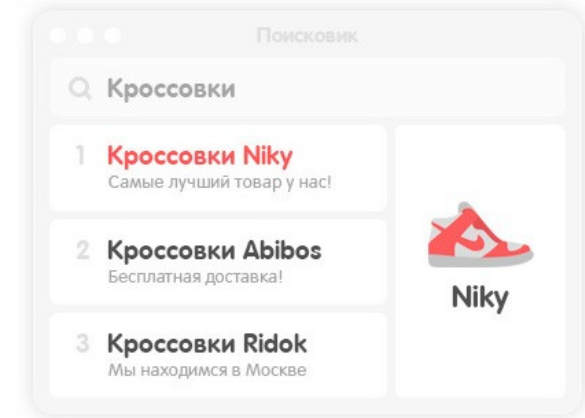 Поисковик
Кроссовки
1 Кроссовки Niky
Самые лучший товар у нас!
2 Кроссовки Abibos
Бесплатная доставка!
3 Кроссовки Ridok
Мы находимся в Москве
Niky